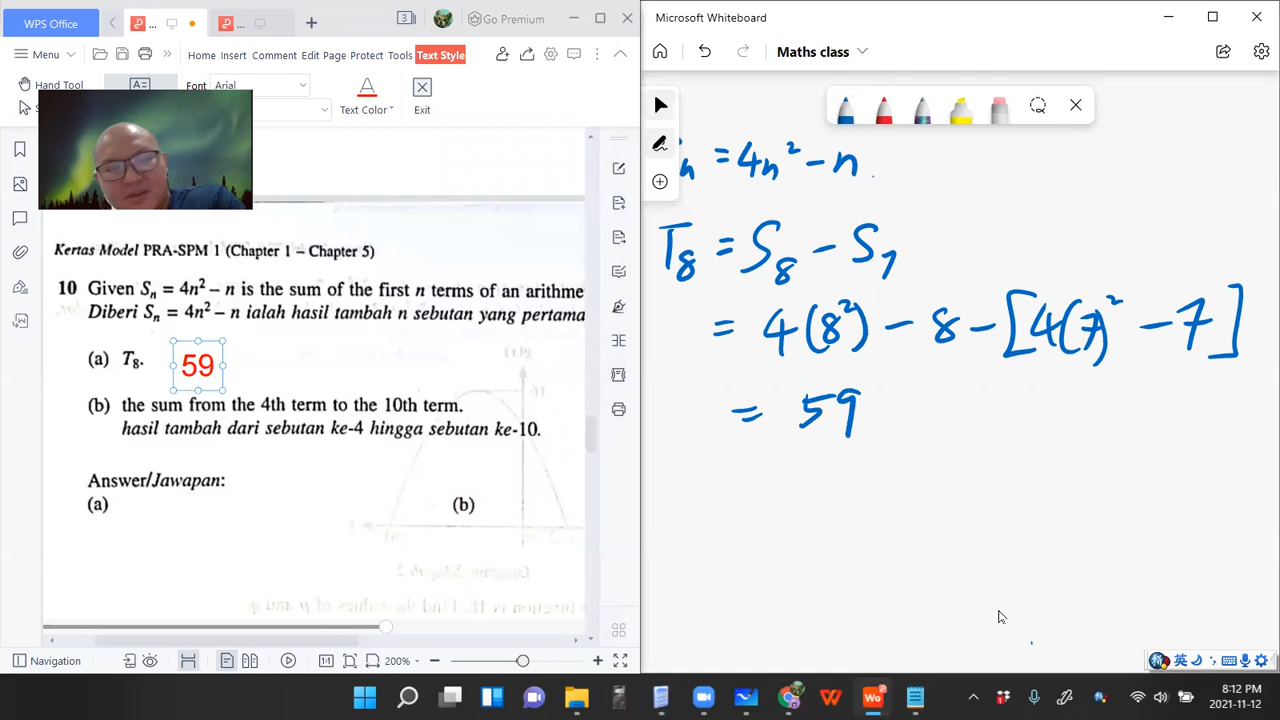 WPS Office
...
...
3
Go Premium
Menu
Home Insert Comment Edit Page Protect Tools Text Style
Hand Tool
Font Arial
Text Color
Exit
Kertas Model PRA-SPM 1 (Chapter 1 – Chapter 5)
10 Given Sₙ = 4n² – n is the sum of the first n terms of an arithme
Diberi Sₙ = 4n² – n ialah hasil tambah n sebutan yang pertama
(a) T₈.
59
(b) the sum from the 4th term to the 10th term.
hasil tambah dari sebutan ke-4 hingga sebutan ke-10.
Answer/Jawapan:
(a) (b)
Navigation
1:1
200%
Microsoft Whiteboard
Maths class
n = 4n² – n
T₈ = S₈ – S₇
= 4(8²) – 8 – [4(7)² – 7]
= 59
英
8:12 PM
2021-11-12